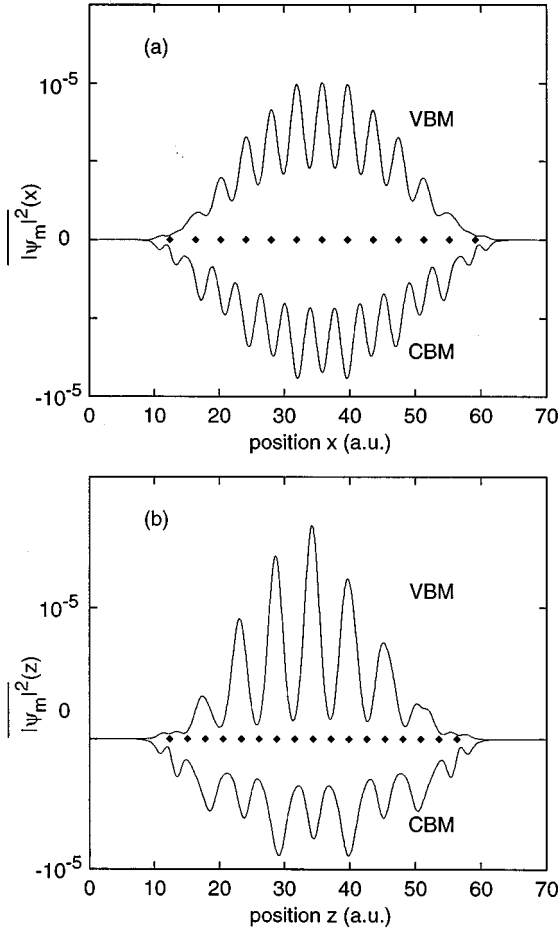 (a)
10-5
VBM
|ψm|2(x)
0
CBM
-10-5
0 10 20 30 40 50 60 70
position x (a.u.)
(b)
VBM
10-5
|ψm|2(z)
0
CBM
-10-5
0 10 20 30 40 50 60 70
position z (a.u.)